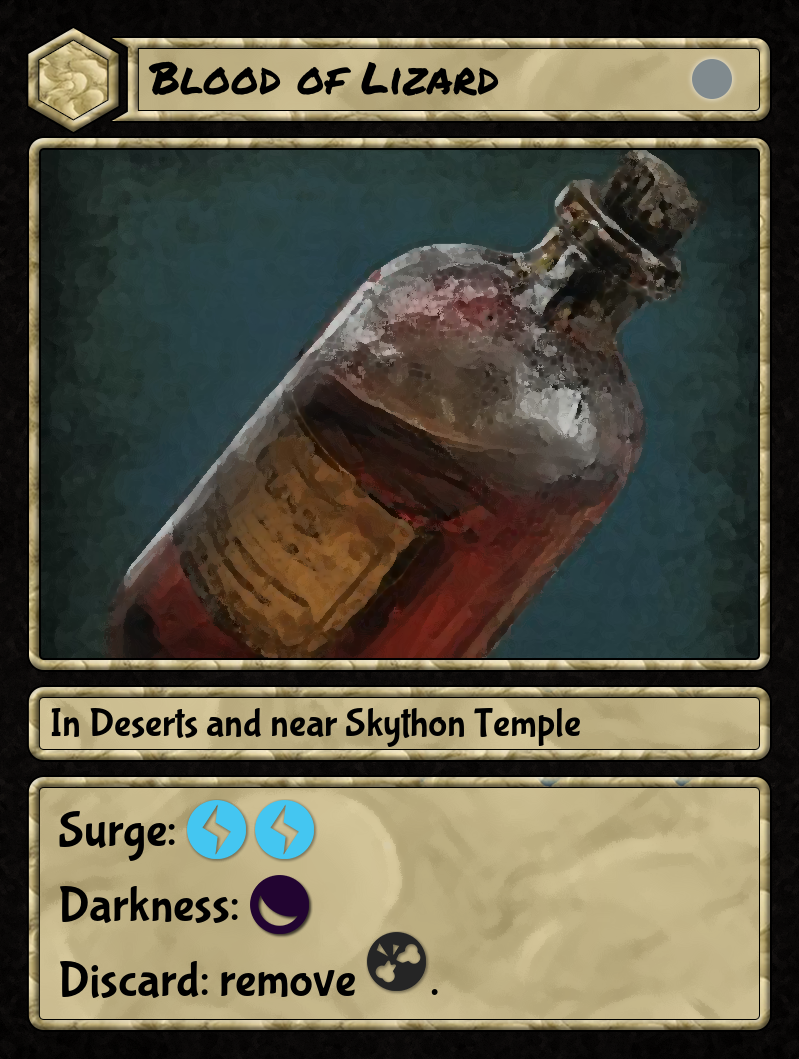 Blood of Lizard
In Deserts and near Skython Temple
Surge:
Darkness:
Discard: remove .